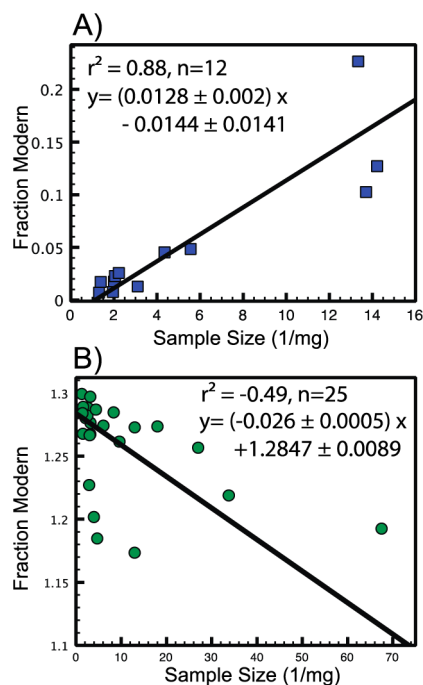 A)
r² = 0.88, n=12
y= (0.0128 ± 0.002) x
- 0.0144 ± 0.0141
Fraction Modern
0.2
0.15
0.1
0.05
0
0 2 4 6 8 10 12 14 16
Sample Size (1/mg)
B)
r² = -0.49, n=25
y= (-0.026 ± 0.0005) x
+1.2847 ± 0.0089
Fraction Modern
1.3
1.25
1.2
1.15
1.1
0 10 20 30 40 50 60 70
Sample Size (1/mg)